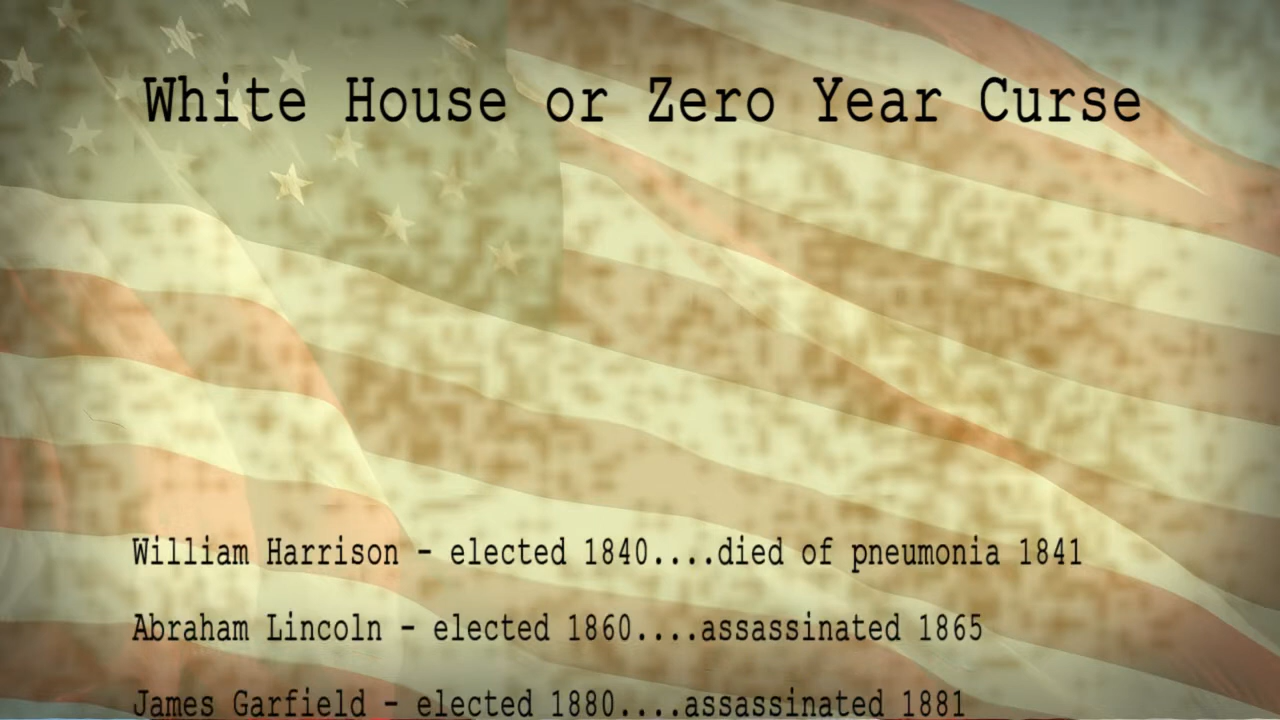 White House or Zero Year Curse
William Harrison - elected 1840....died of pneumonia 1841
Abraham Lincoln - elected 1860....assassinated 1865
James Garfield - elected 1880....assassinated 1881